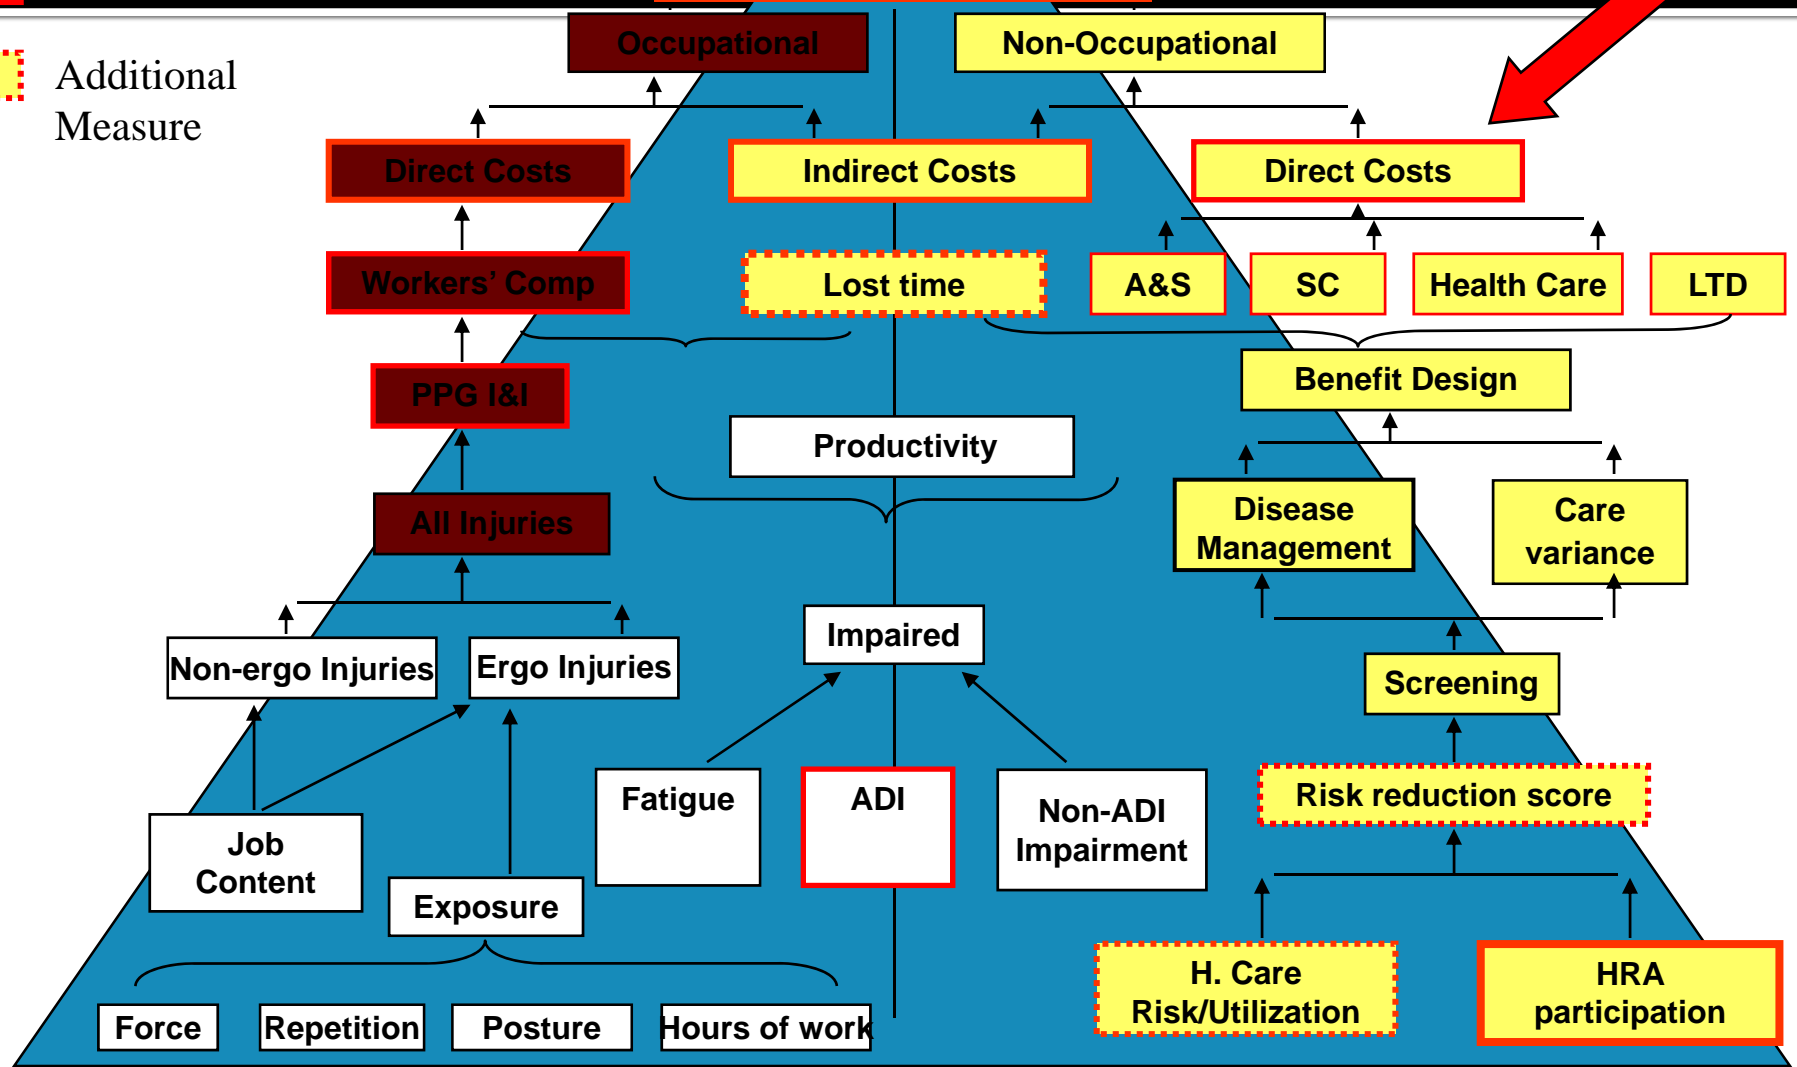 Occupational
Non-Occupational
Additional
Measure
Direct Costs
Indirect Costs
Direct Costs
Workers’ Comp
Lost time
A&S
SC
Health Care
LTD
PPG I&I
Benefit Design
Productivity
All Injuries
Disease
Management
Care
variance
Impaired
Non-ergo Injuries
Ergo Injuries
Screening
Fatigue
ADI
Non-ADI
Impairment
Risk reduction score
Job
Content
Exposure
H. Care
Risk/Utilization
HRA
participation
Force
Repetition
Posture
Hours of work